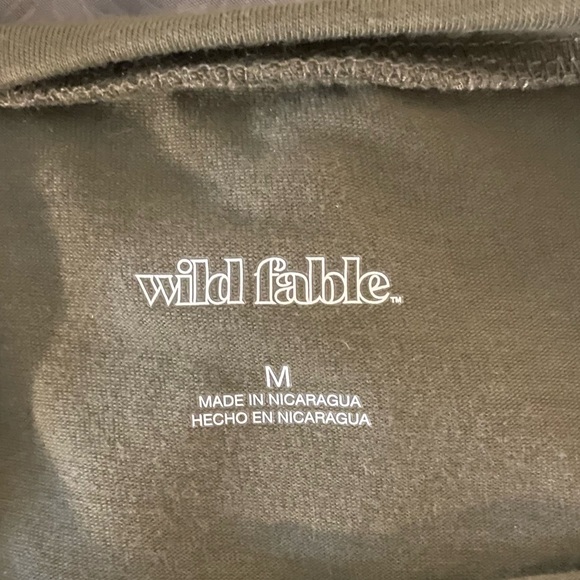 wild fable™
M
MADE IN NICARAGUA
HECHO EN NICARAGUA